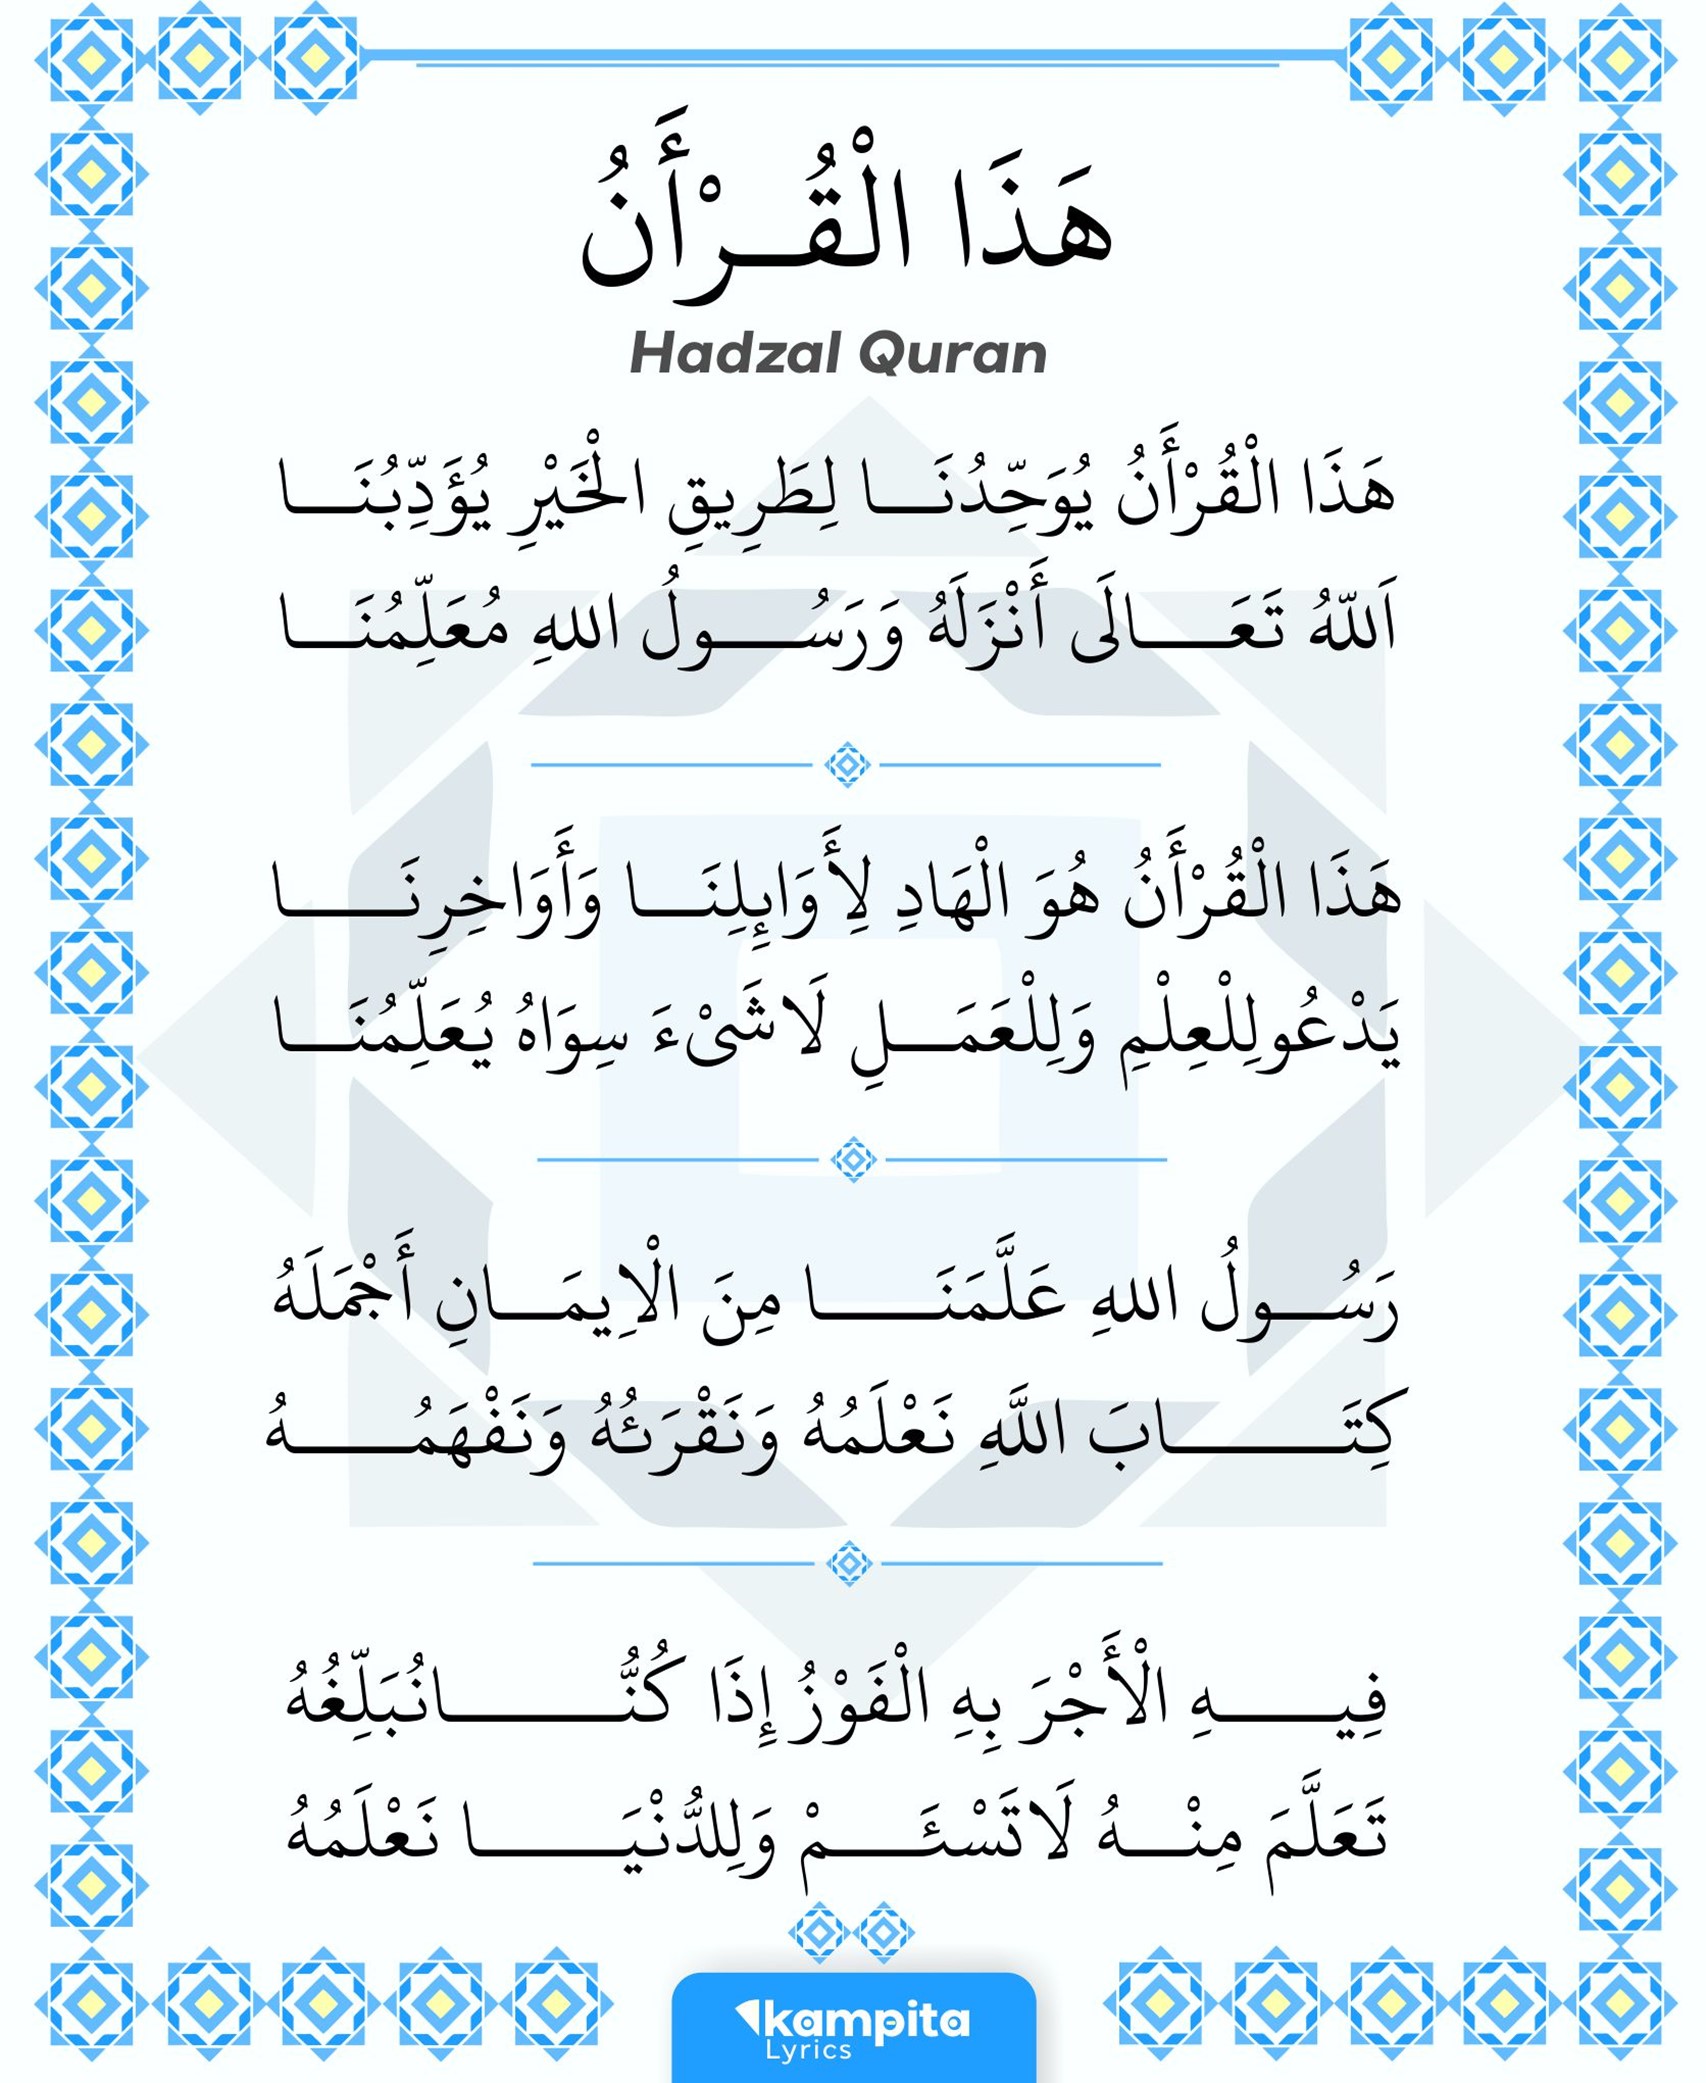 هَذَا الْقُرْأَنُ
Hadzal Quran
هَذَا الْقُرْأَنُ يُوَحِّدُنَا لِطَرِيقِ الْخَيْرِ يُؤَدِّبُنَا
اَللّٰهُ تَعَالَى أَنْزَلَهُ وَرَسُولُ اللهِ مُعَلِّمُنَا
هَذَا الْقُرْأَنُ هُوَ الْهَادِ لِأَوَائِلِنَا وَأَوَاخِرِنَا
يَدْعُولِلْعِلْمِ وَلِلْعَمَلِ لَاشَىْءَ سِوَاهُ يُعَلِّمُنَا
رَسُولُ اللهِ عَلَّمَنَا مِنَ الْاِيمَانِ أَجْمَلَهُ
كِتَابَ اللَّهِ نَعْلَمُهُ وَنَقْرَئُهُ وَنَفْهَمُهُ
فِيهِ الْأَجْرَ بِهِ الْفَوْزُ إِذَا كُنُّانُبَلِّغُهُ
تَعَلَّمَ مِنْهُ لَاتَسْئَمْ وَلِلدُّنْيَا نَعْلَمُهُ
kampita
Lyrics